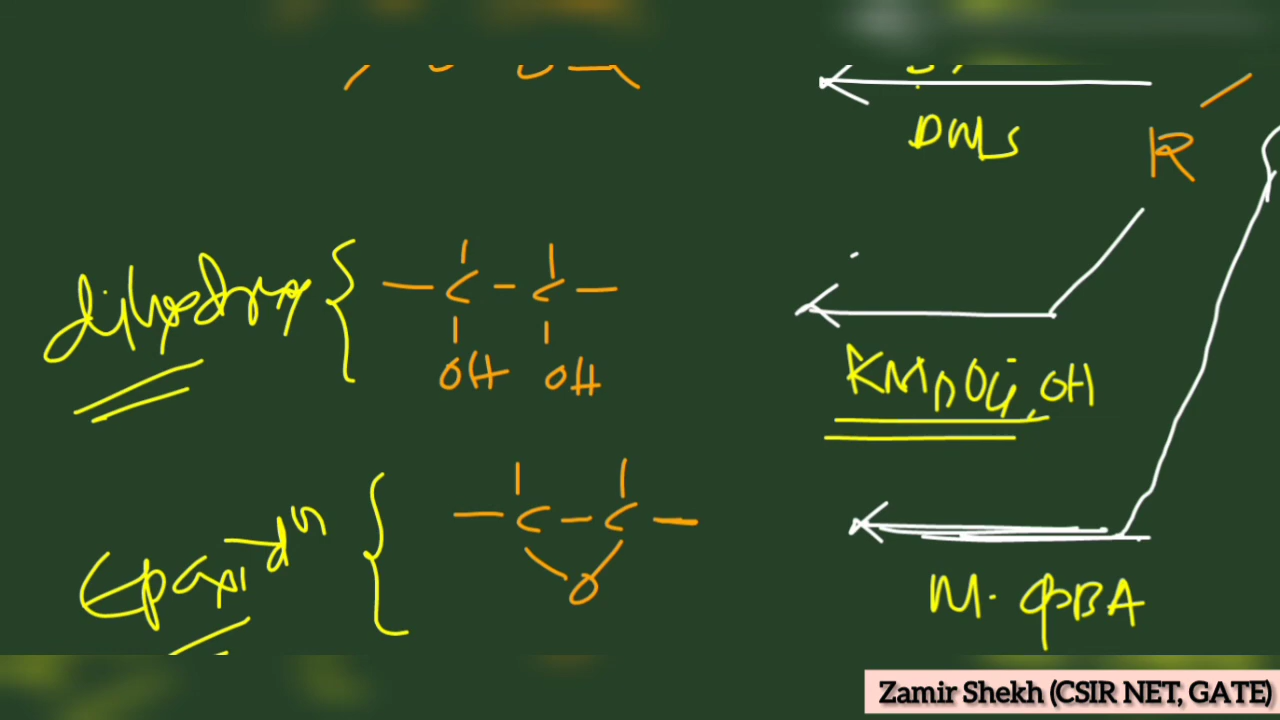 DMS
R
dihydroxy { — C — C —
OH OH
KMnO4, OH
Epoxidn { — C — C —
O
M. CPBA
Zamir Shekh (CSIR NET, GATE)